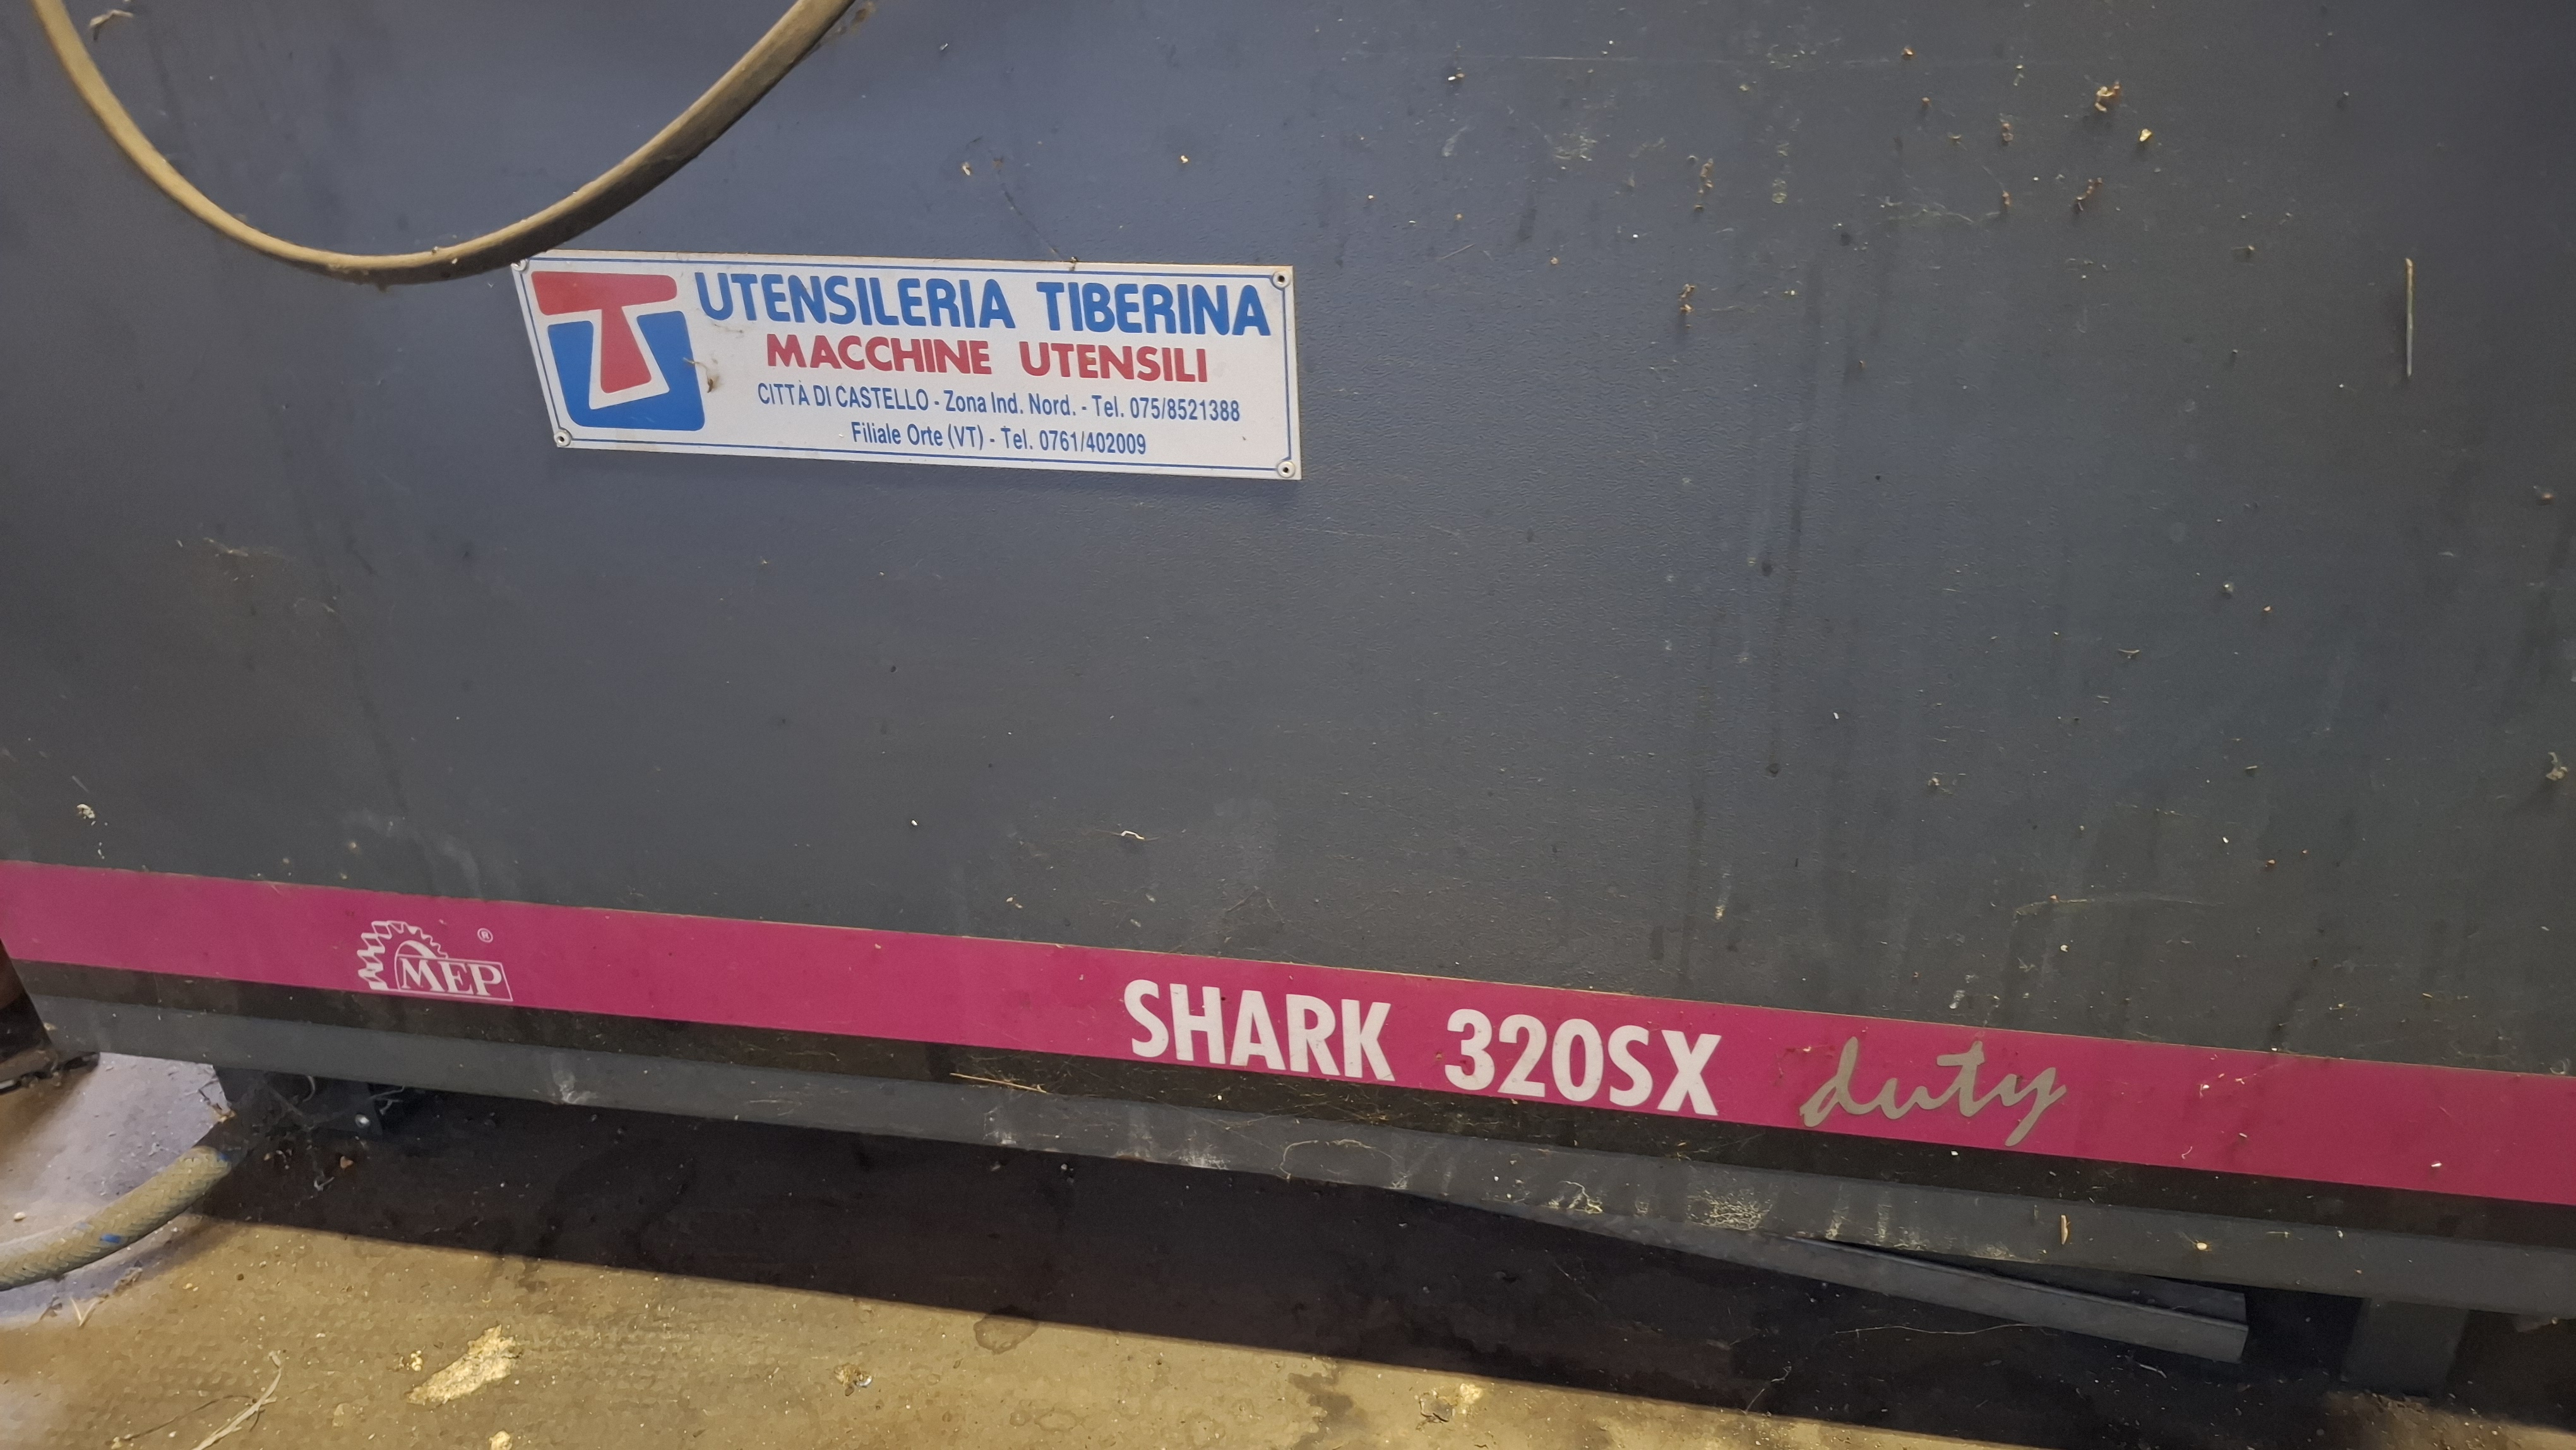 UTENSILERIA TIBERINA
MACCHINE UTENSILI
CITTÀ DI CASTELLO - Zona Ind. Nord. - Tel. 075/8521388
Filiale Orte (VT) - Tel. 0761/402009
MEP®
SHARK 320SX duty